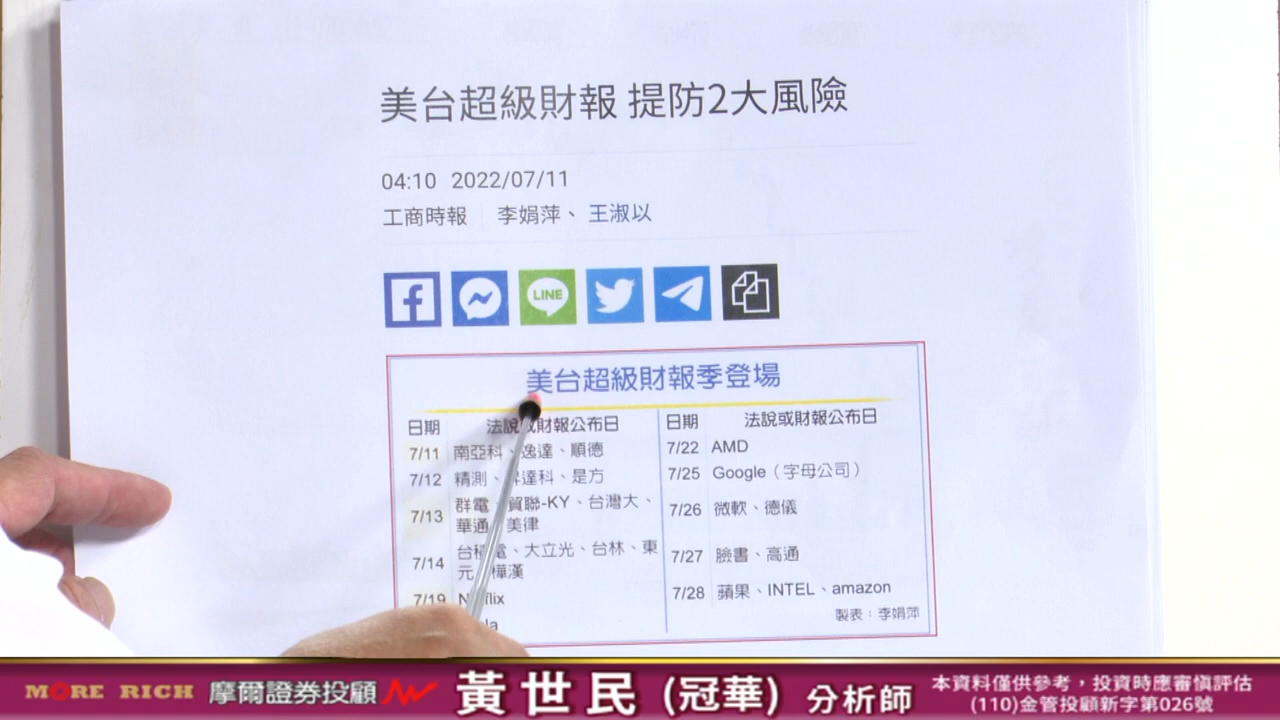 美台超級財報 提防2大風險
04:10 2022/07/11
工商時報 李娟萍、王淑以
LINE
美台超級財報季登場
日期 法說或財報公布日
7/11 南亞科、逸達、順德
7/12 精測、昇達科、是方
7/13 群電、貿聯-KY、台灣大、
華通、美律
7/14 台積電、大立光、台林、東
元、樺漢
7/19 Netflix
la
日期 法說或財報公布日
7/22 AMD
7/25 Google（字母公司）
7/26 微軟、德儀
7/27 臉書、高通
7/28 蘋果、INTEL、amazon
製表：李娟萍
MORE RICH 摩爾證券投顧 黃世民(冠華) 分析師
本資料僅供參考，投資時應審慎評估
(110)金管投顧新字第026號